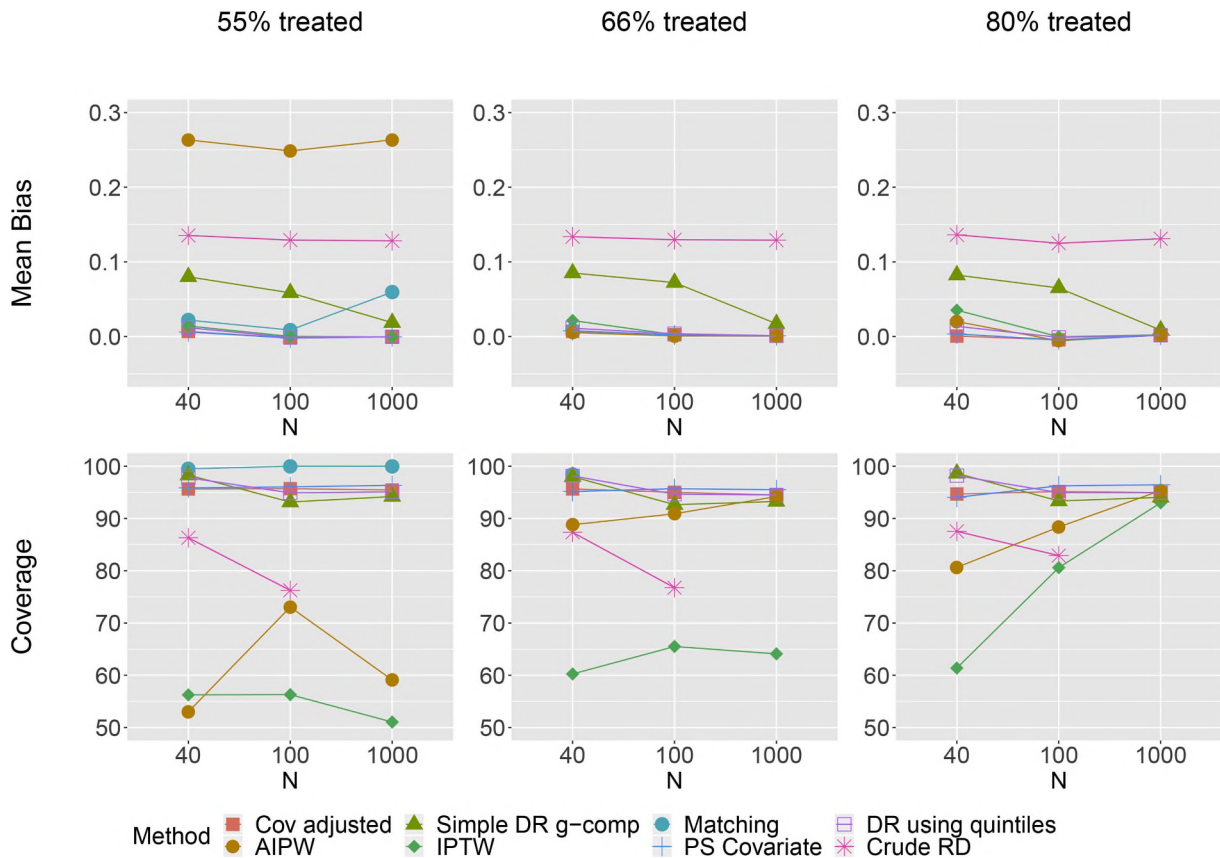 55% treated 66% treated 80% treated
Mean Bias
0.3 0.3 0.3
0.2 0.2 0.2
0.1 0.1 0.1
0.0 0.0 0.0
40 100 1000 40 100 1000 40 100 1000
N N N
Coverage
100 100 100
90 90 90
80 80 80
70 70 70
60 60 60
50 50 50
40 100 1000 40 100 1000 40 100 1000
N N N
Method
Cov adjusted Simple DR g−comp Matching DR using quintiles
AIPW IPTW PS Covariate Crude RD